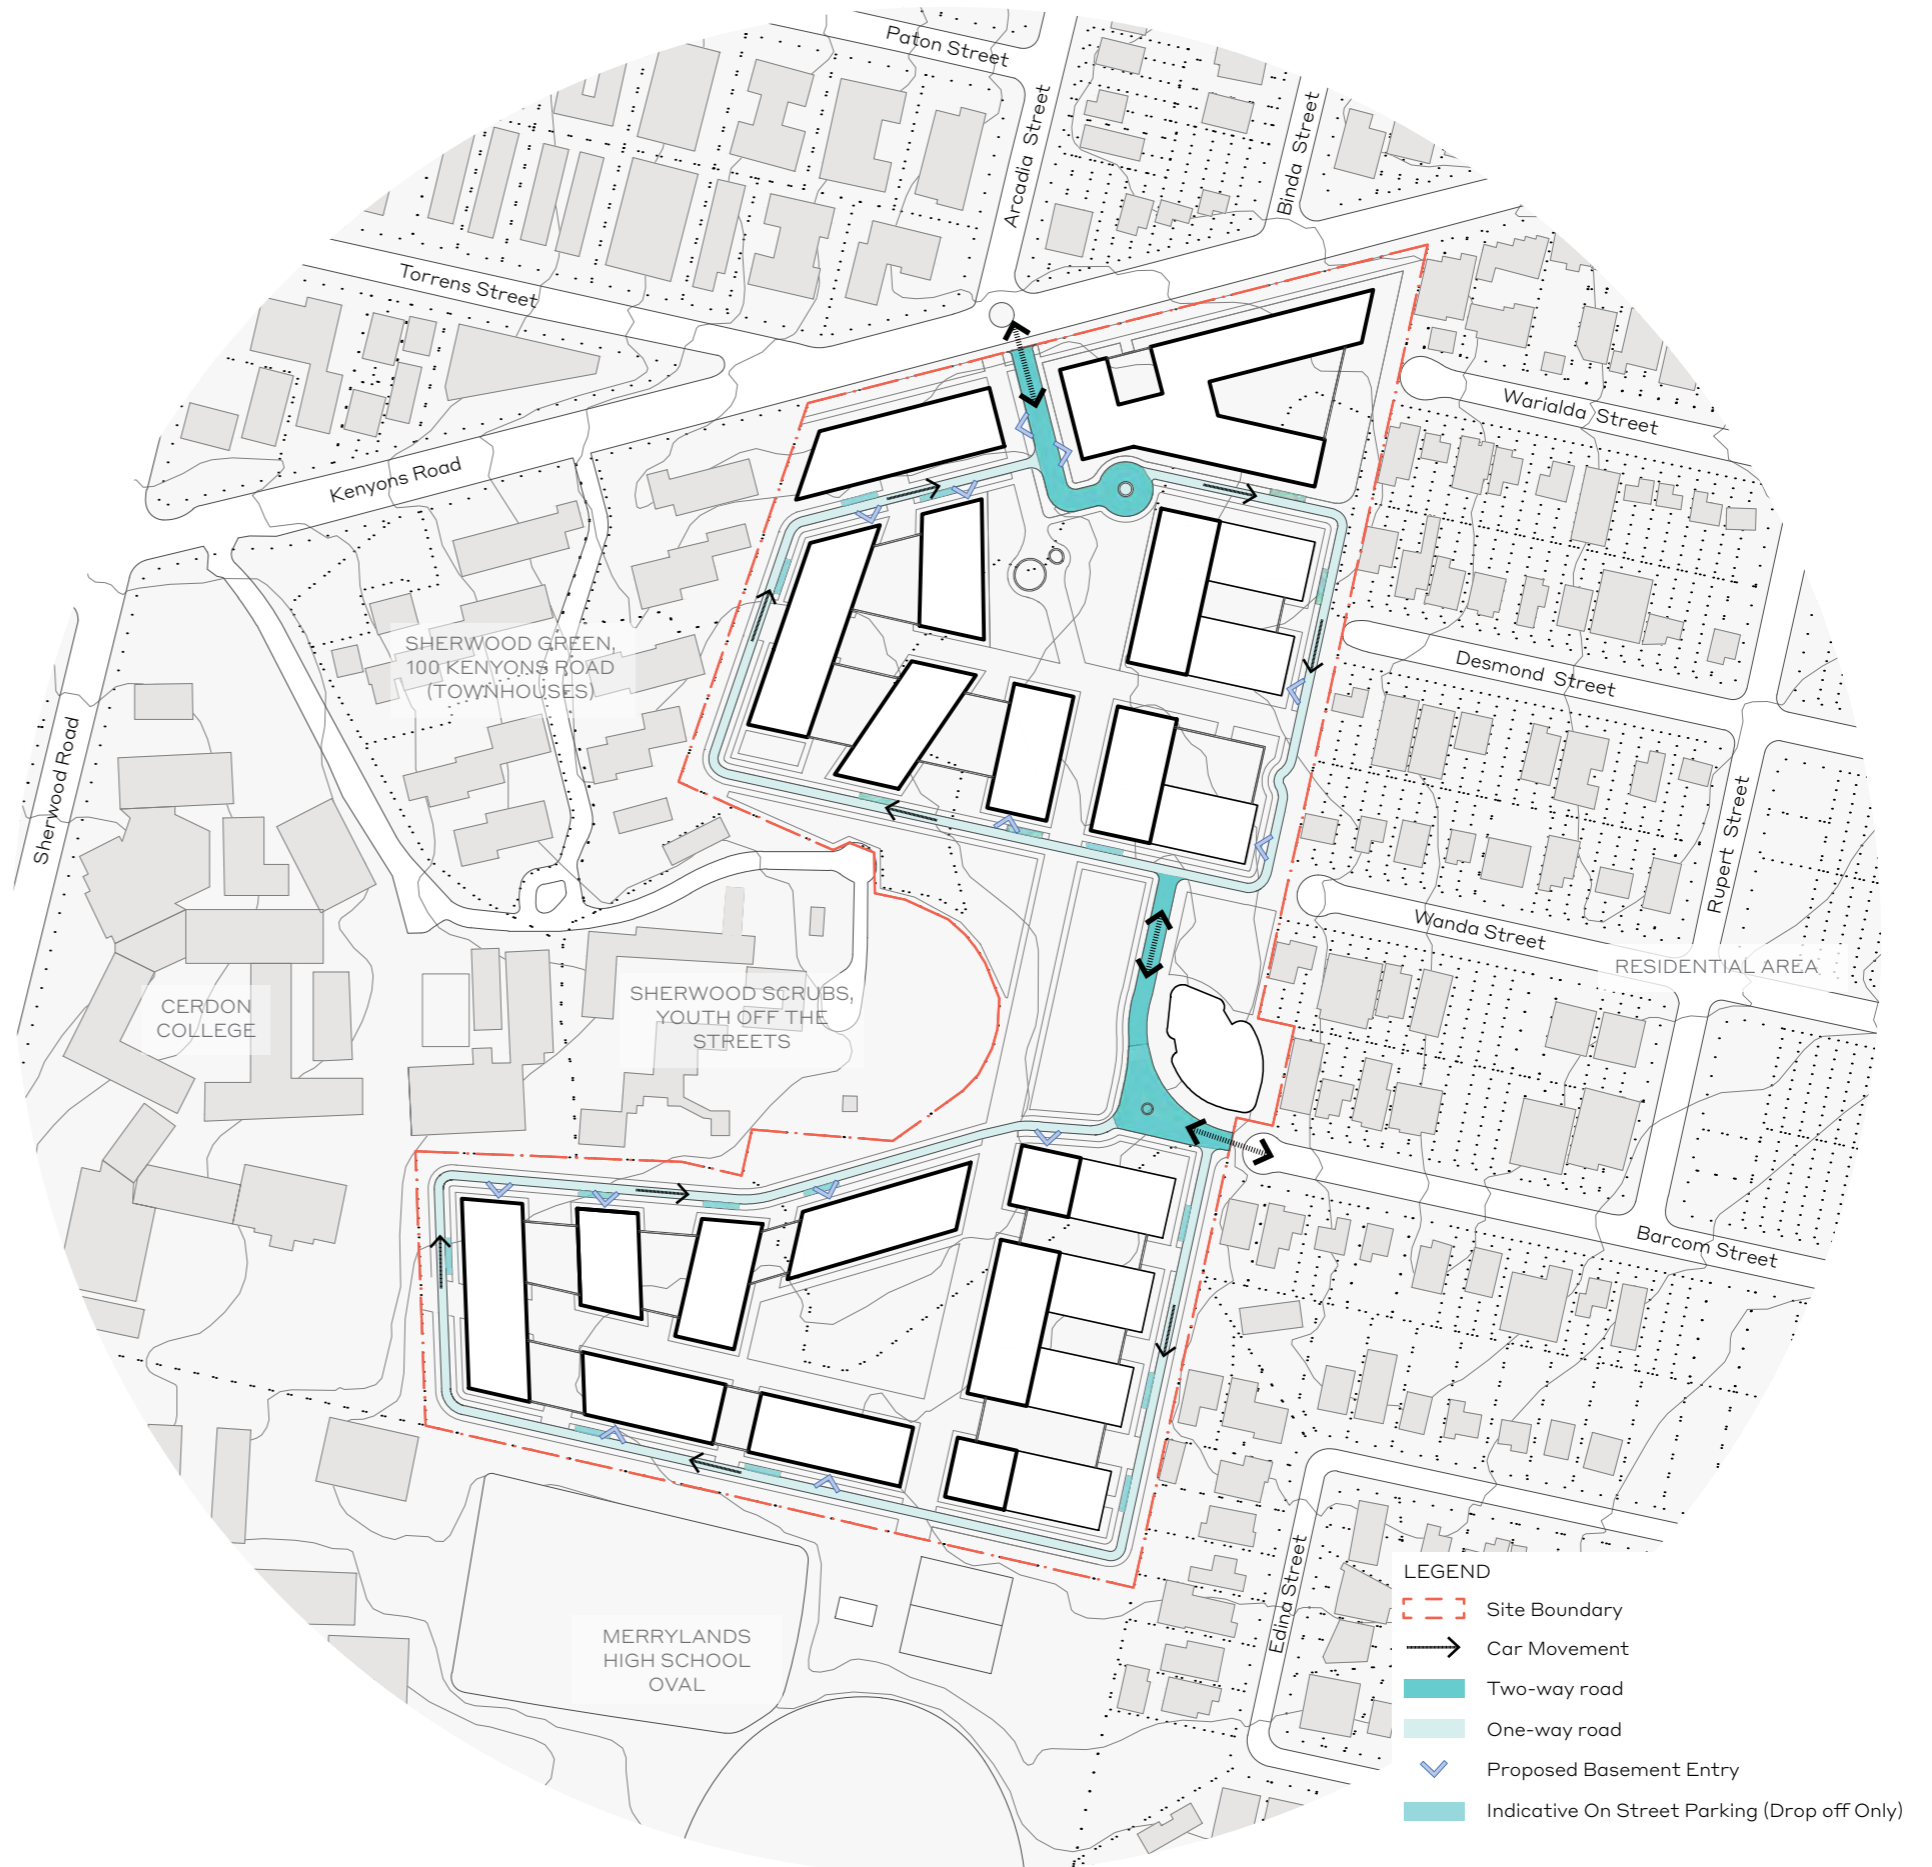 Paton Street
Arcadia Street
Binda Street
Torrens Street
Kenyons Road
Warialda Street
SHERWOOD GREEN,
100 KENYONS ROAD
(TOWNHOUSES)
Desmond Street
Sherwood Road
Rupert Street
Wanda Street
RESIDENTIAL AREA
CERDON
COLLEGE
SHERWOOD SCRUBS,
YOUTH OFF THE
STREETS
Barcom Street
Edina Street
MERRYLANDS
HIGH SCHOOL
OVAL
LEGEND
Site Boundary
Car Movement
Two-way road
One-way road
Proposed Basement Entry
Indicative On Street Parking (Drop off Only)